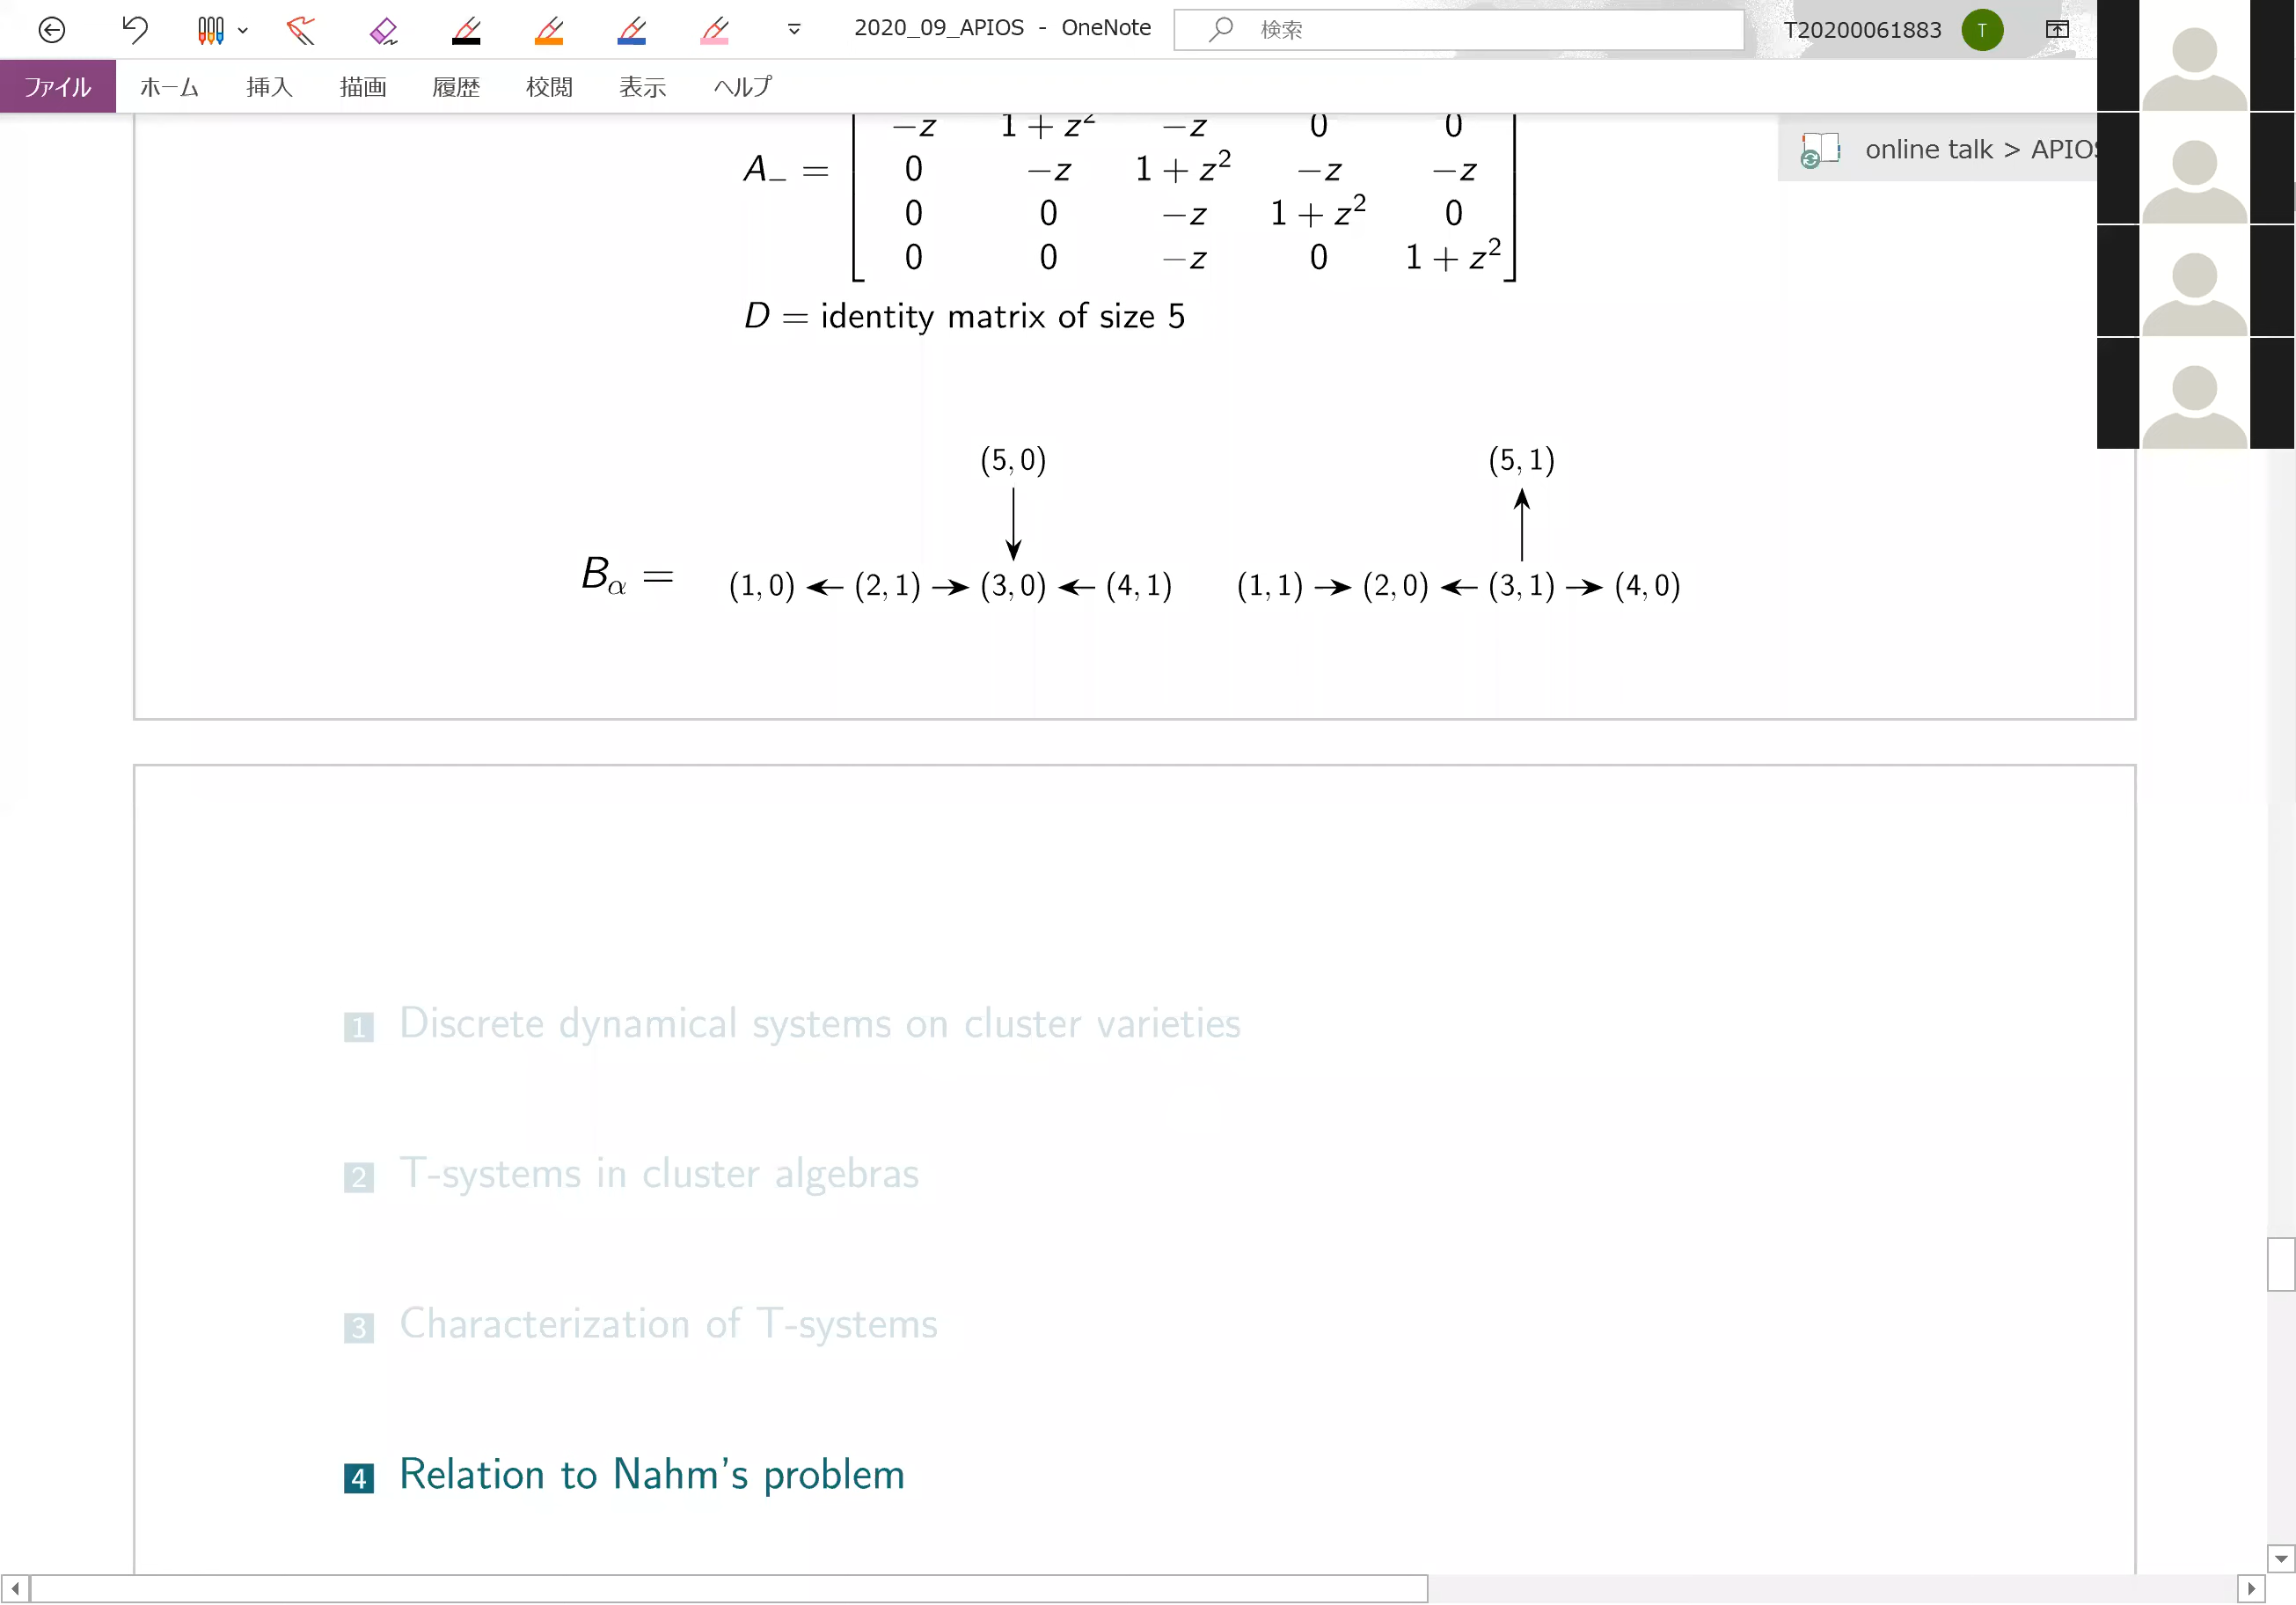 2020_09_APIOS - OneNote 検索 T20200061883 T
ファイル ホーム 挿入 描画 履歴 校閲 表示 ヘルプ
online talk > APIOS
−z 1 + z² −z 0 0
A₋ = 0 −z 1 + z² −z −z
0 0 −z 1 + z² 0
0 0 −z 0 1 + z²
D = identity matrix of size 5
(5, 0) (5, 1)
Bα = (1, 0) ← (2, 1) → (3, 0) ← (4, 1) (1, 1) → (2, 0) ← (3, 1) → (4, 0)
1 Discrete dynamical systems on cluster varieties
2 T-systems in cluster algebras
3 Characterization of T-systems
4 Relation to Nahm's problem